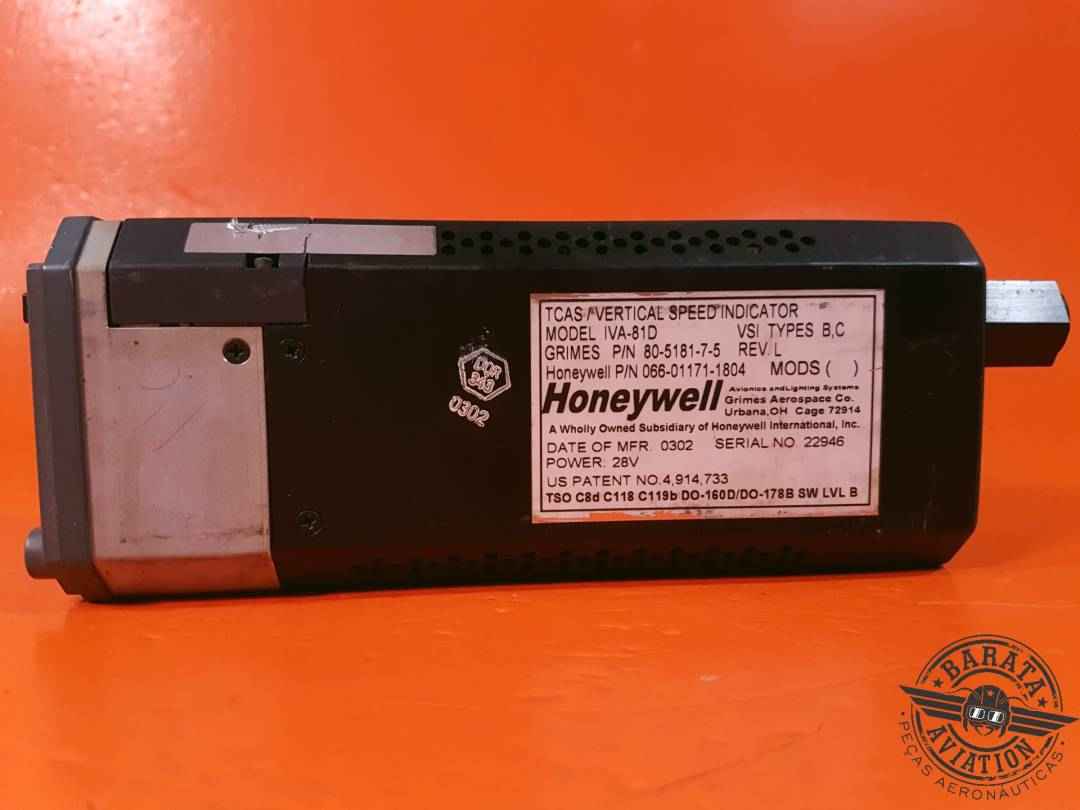 TCAS / VERTICAL SPEED INDICATOR
MODEL IVA-81D VSI TYPES B,C
GRIMES P/N 80-5181-7-5 REV. L
Honeywell P/N 066-01171-1804 MODS ( )
Honeywell Avionics and Lighting Systems
Grimes Aerospace Co.
Urbana,OH Cage 72914
A Wholly Owned Subsidiary of Honeywell International, Inc.
DATE OF MFR. 0302 SERIAL NO 22946
POWER: 28V
US PATENT NO.4,914,733
TSO C8d C118 C119b DO-160D/DO-178B SW LVL B
343
0302
BARATA
AVIATION
PEÇAS AERONÁUTICAS